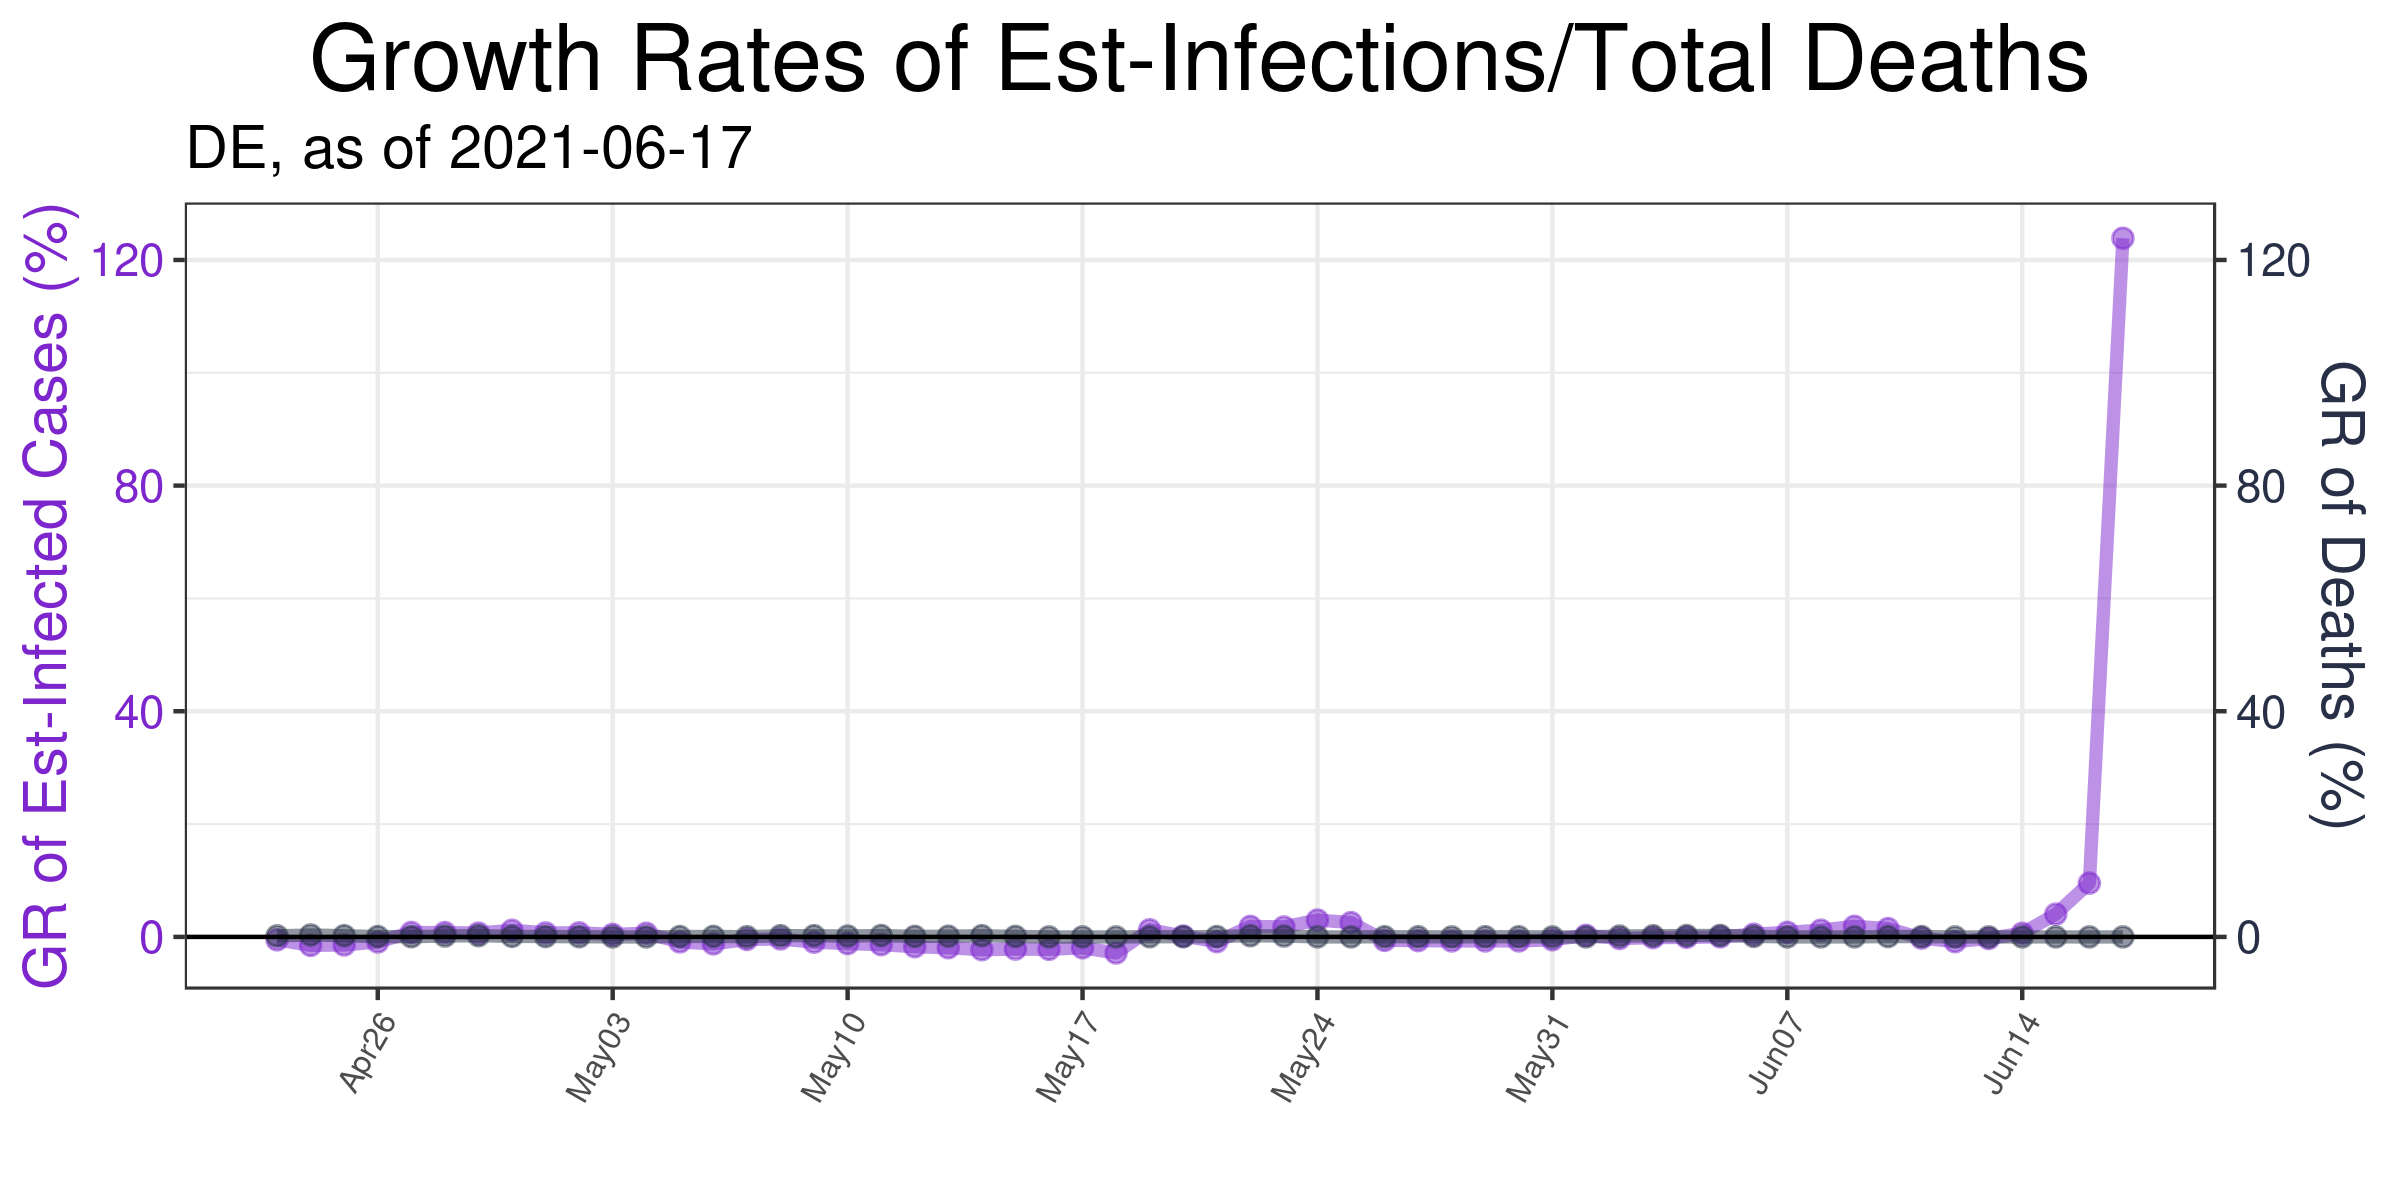 Growth Rates of Est-Infections/Total Deaths
DE, as of 2021-06-17
GR of Est-Infected Cases (%)
120
80
40
0
120
80
40
0
GR of Deaths (%)
Apr26
May03
May10
May17
May24
May31
Jun07
Jun14